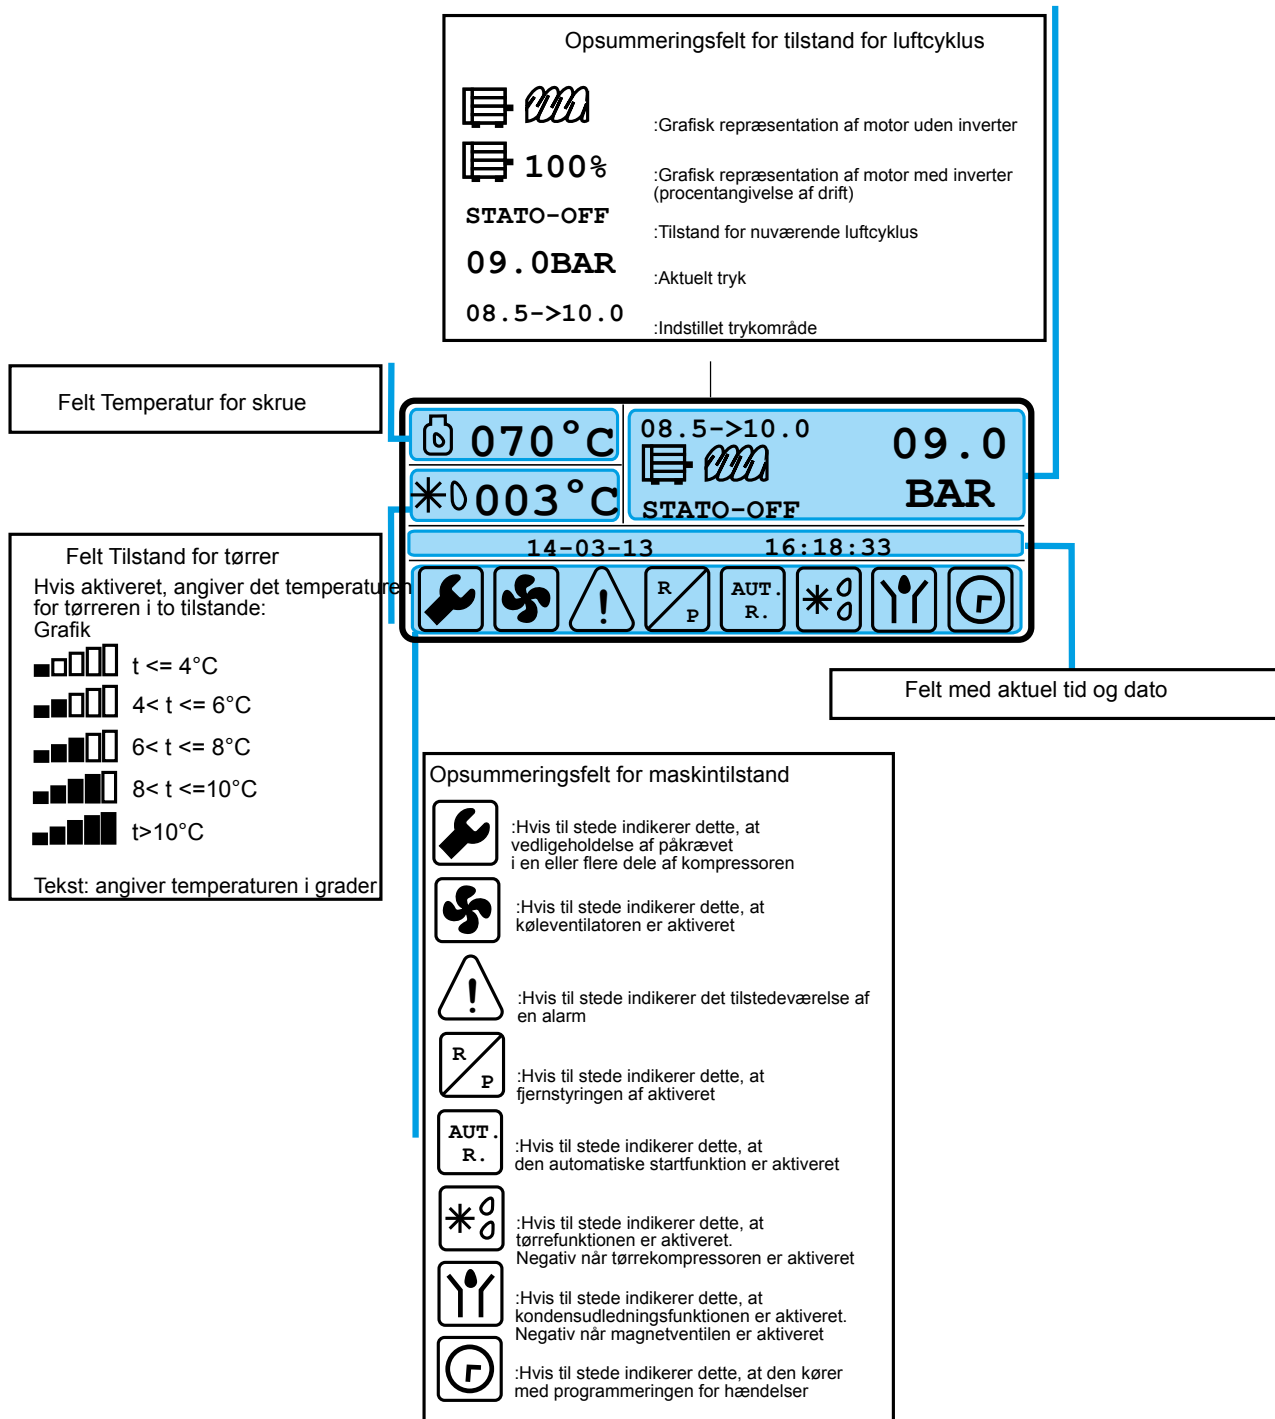 Opsummeringsfelt for tilstand for luftcyklus
:Grafisk repræsentation af motor uden inverter
100%
:Grafisk repræsentation af motor med inverter
(procentangivelse af drift)
STATO-OFF
:Tilstand for nuværende luftcyklus
09.0BAR
:Aktuelt tryk
08.5->10.0
:Indstillet trykområde
Felt Temperatur for skrue
070°C
08.5->10.0
09.0
BAR
003°C
STATO-OFF
14-03-13 16:18:33
R
P
AUT.
R.
Felt Tilstand for tørrer
Hvis aktiveret, angiver det temperaturen
for tørreren i to tilstande:
Grafik
t <= 4°C
4< t <= 6°C
6< t <= 8°C
8< t <=10°C
t>10°C
Tekst: angiver temperaturen i grader
Felt med aktuel tid og dato
Opsummeringsfelt for maskintilstand
:Hvis til stede indikerer dette, at
vedligeholdelse af påkrævet
i en eller flere dele af kompressoren
:Hvis til stede indikerer dette, at
køleventilatoren er aktiveret
:Hvis til stede indikerer det tilstedeværelse af
en alarm
R
P
:Hvis til stede indikerer dette, at
fjernstyringen af aktiveret
AUT.
R.
:Hvis til stede indikerer dette, at
den automatiske startfunktion er aktiveret
:Hvis til stede indikerer dette, at
tørrefunktionen er aktiveret.
Negativ når tørrekompressoren er aktiveret
:Hvis til stede indikerer dette, at
kondensudledningsfunktionen er aktiveret.
Negativ når magnetventilen er aktiveret
:Hvis til stede indikerer dette, at den kører
med programmeringen for hændelser